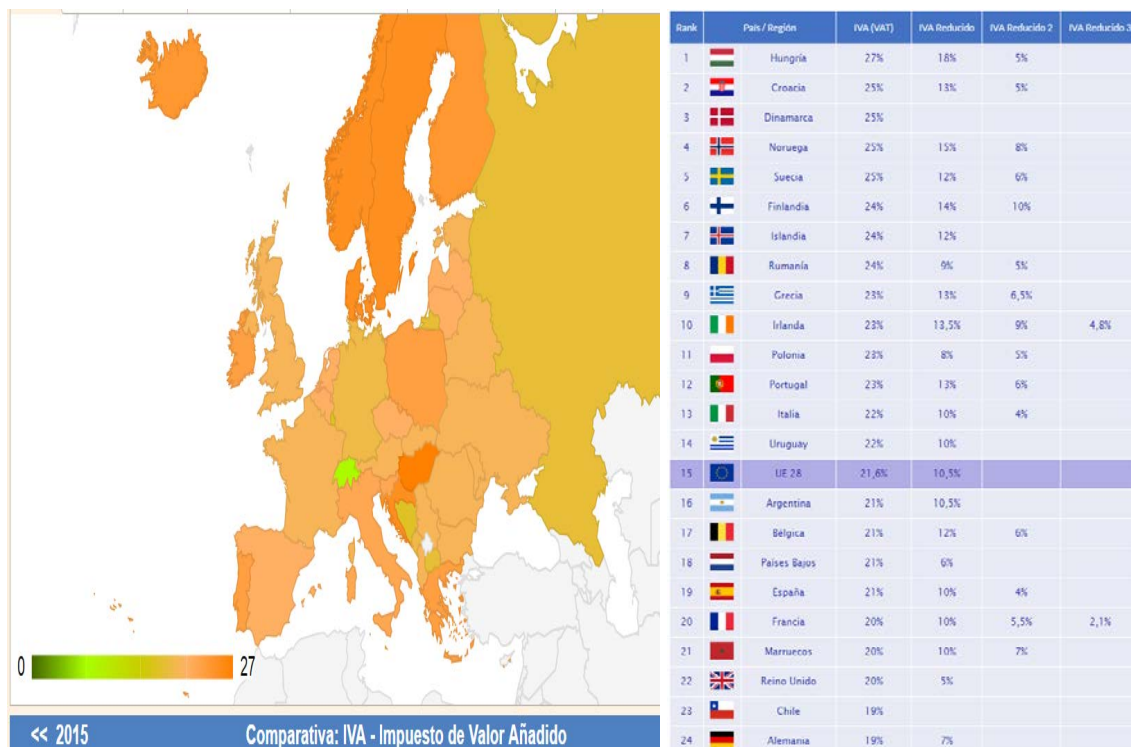 0
27
<< 2015
Comparativa: IVA - Impuesto de Valor Añadido
Rank País / Región IVA (VAT) IVA Reducido IVA Reducido 2 IVA Reducido 3
1 Hungría 27% 18% 5%
2 Croacia 25% 13% 5%
3 Dinamarca 25%
4 Noruega 25% 15% 8%
5 Suecia 25% 12% 6%
6 Finlandia 24% 14% 10%
7 Islandia 24% 12%
8 Rumanía 24% 9% 5%
9 Grecia 23% 13% 6,5%
10 Irlanda 23% 13,5% 9% 4,8%
11 Polonia 23% 8% 5%
12 Portugal 23% 13% 6%
13 Italia 22% 10% 4%
14 Uruguay 22% 10%
15 UE 28 21,6% 10,5%
16 Argentina 21% 10,5%
17 Bélgica 21% 12% 6%
18 Países Bajos 21% 6%
19 España 21% 10% 4%
20 Francia 20% 10% 5,5% 2,1%
21 Marruecos 20% 10% 7%
22 Reino Unido 20% 5%
23 Chile 19%
24 Alemania 19% 7%